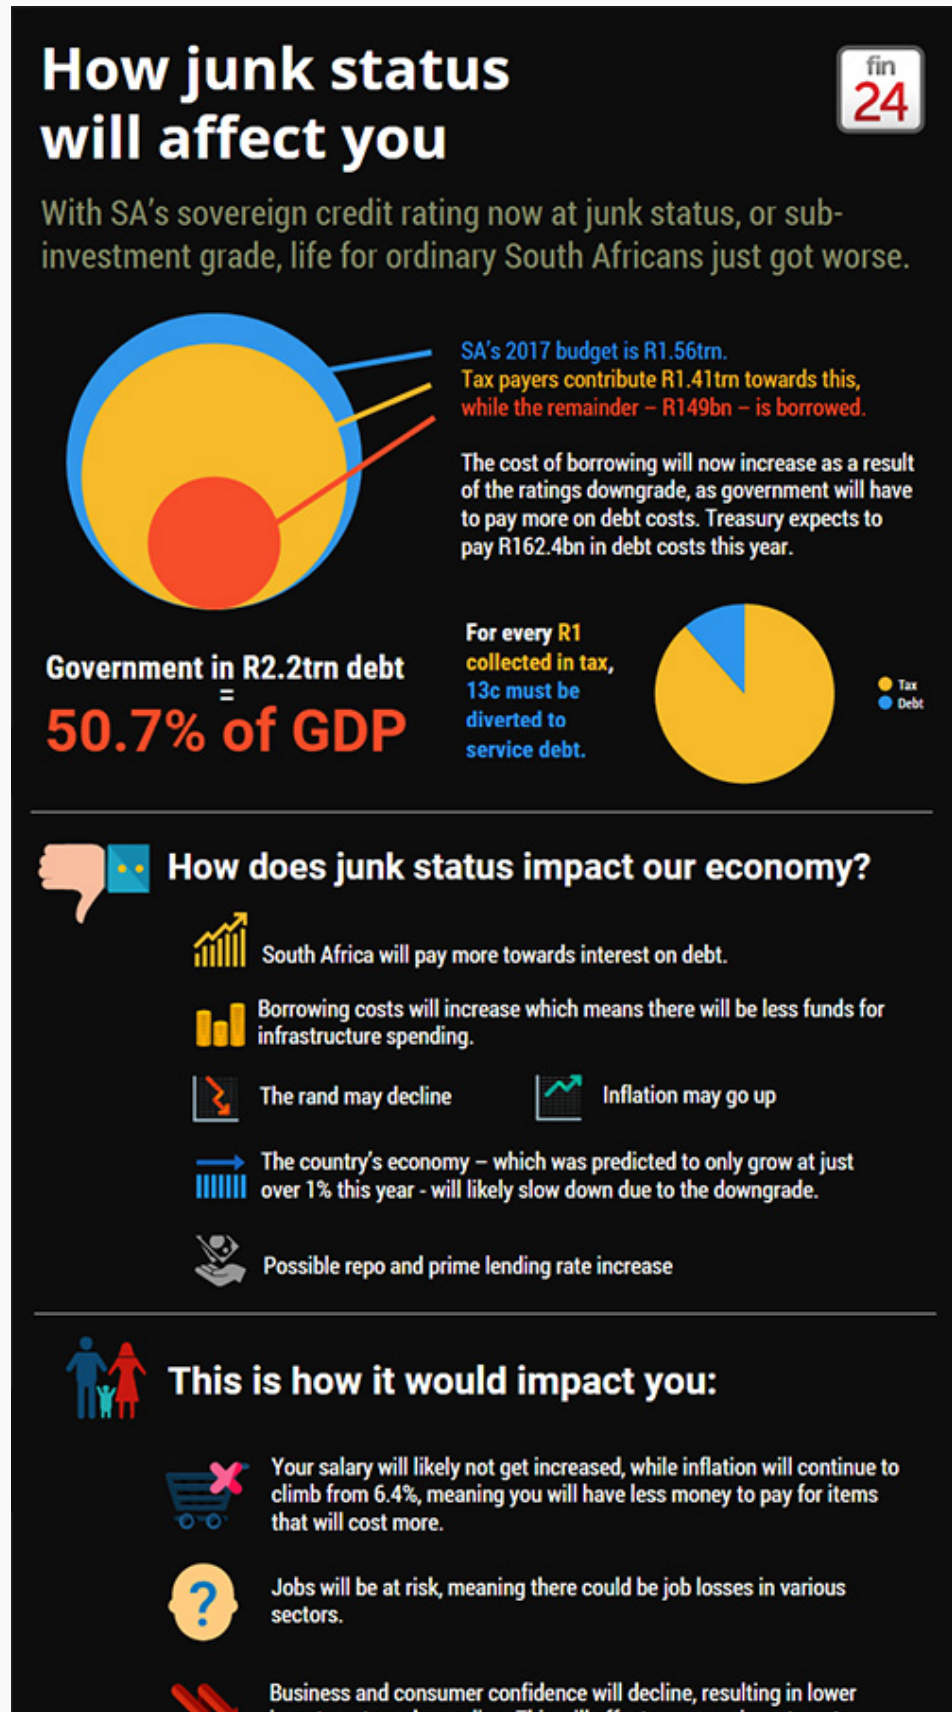 How junk status
will affect you
fin
24
With SA's sovereign credit rating now at junk status, or sub-
investment grade, life for ordinary South Africans just got worse.
SA's 2017 budget is R1.56trn.
Tax payers contribute R1.41trn towards this,
while the remainder – R149bn – is borrowed.
The cost of borrowing will now increase as a result
of the ratings downgrade, as government will have
to pay more on debt costs. Treasury expects to
pay R162.4bn in debt costs this year.
Government in R2.2trn debt
=
50.7% of GDP
For every R1
collected in tax,
13c must be
diverted to
service debt.
Tax
Debt
How does junk status impact our economy?
South Africa will pay more towards interest on debt.
Borrowing costs will increase which means there will be less funds for
infrastructure spending.
The rand may decline
Inflation may go up
The country's economy – which was predicted to only grow at just
over 1% this year - will likely slow down due to the downgrade.
Possible repo and prime lending rate increase
This is how it would impact you:
Your salary will likely not get increased, while inflation will continue to
climb from 6.4%, meaning you will have less money to pay for items
that will cost more.
?
Jobs will be at risk, meaning there could be job losses in various
sectors.
Business and consumer confidence will decline, resulting in lower